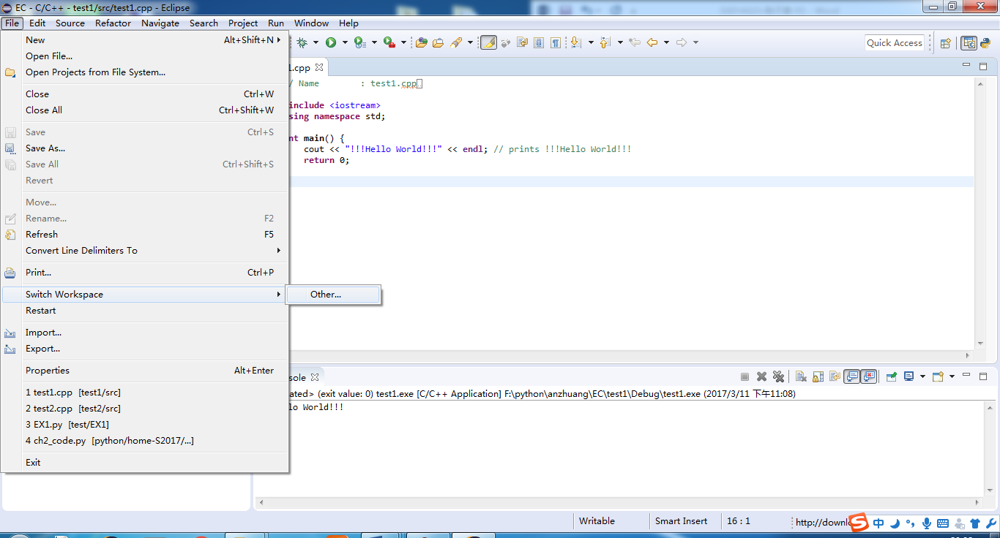 EC - C/C++ - test1/src/test1.cpp - Eclipse
File Edit Source Refactor Navigate Search Project Run Window Help
New Alt+Shift+N
Open File...
Open Projects from File System...
Close Ctrl+W
Close All Ctrl+Shift+W
Save Ctrl+S
Save As...
Save All Ctrl+Shift+S
Revert
Move...
Rename... F2
Refresh F5
Convert Line Delimiters To
Print... Ctrl+P
Switch Workspace
Other...
Restart
Import...
Export...
Properties Alt+Enter
1 test1.cpp [test1/src]
2 test2.cpp [test2/src]
3 EX1.py [test/EX1]
4 ch2_code.py [python/home-S2017/...]
Exit
Quick Access
1.cpp
/ Name : test1.cpp
include <iostream>
sing namespace std;
nt main() {
cout << "!!!Hello World!!!" << endl; // prints !!!Hello World!!!
return 0;
sole
ated> (exit value: 0) test1.exe [C/C++ Application] F:\python\anzhuang\EC\test1\Debug\test1.exe (2017/3/11 下午11:08)
lo World!!!
Writable Smart Insert 16 : 1 http://downlo
中